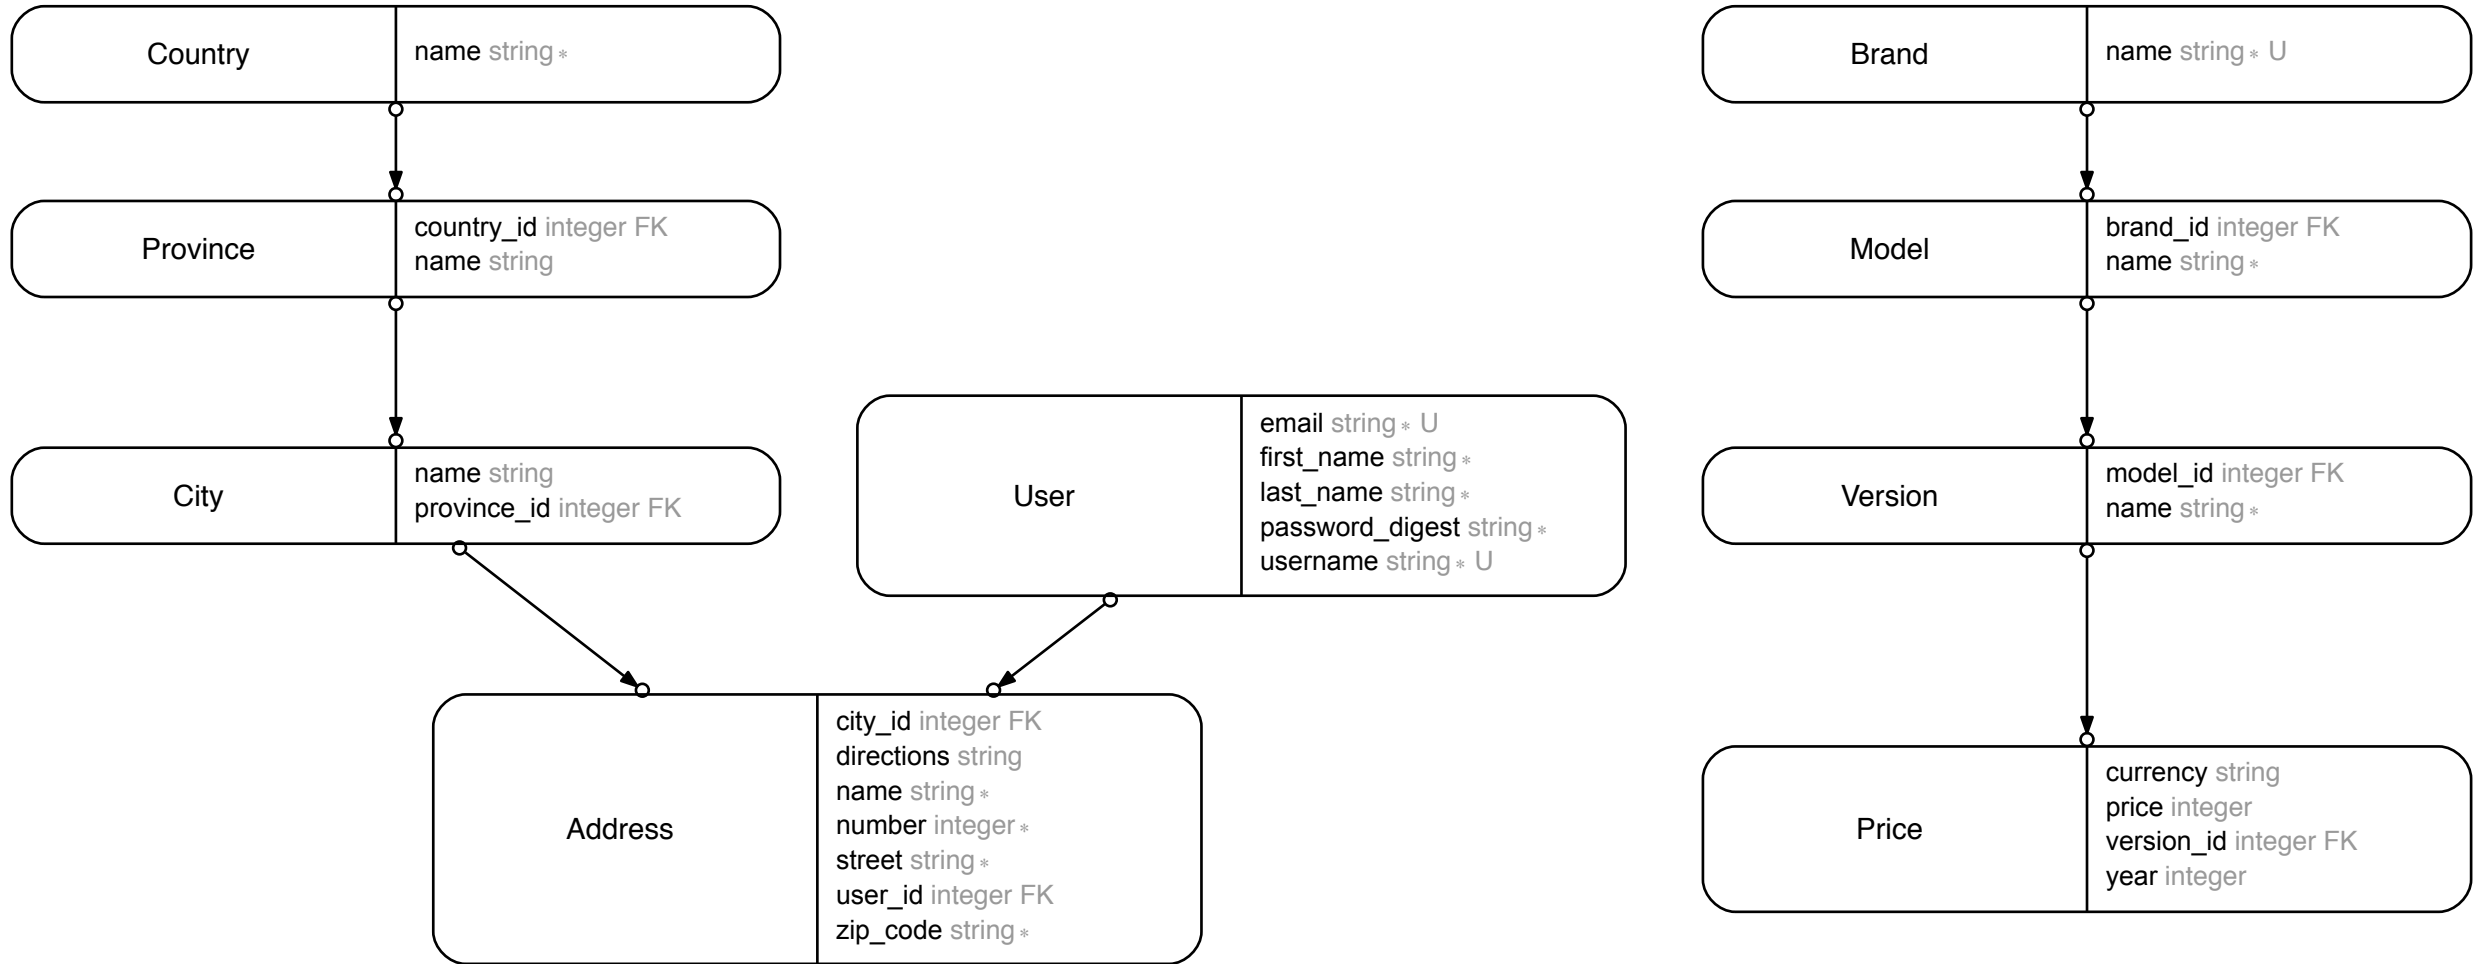 Country
name string *
Brand
name string * U
Province
country_id integer FK
name string
Model
brand_id integer FK
name string *
City
name string
province_id integer FK
User
email string * U
first_name string *
last_name string *
password_digest string *
username string * U
Version
model_id integer FK
name string *
Address
city_id integer FK
directions string
name string *
number integer *
street string *
user_id integer FK
zip_code string *
Price
currency string
price integer
version_id integer FK
year integer